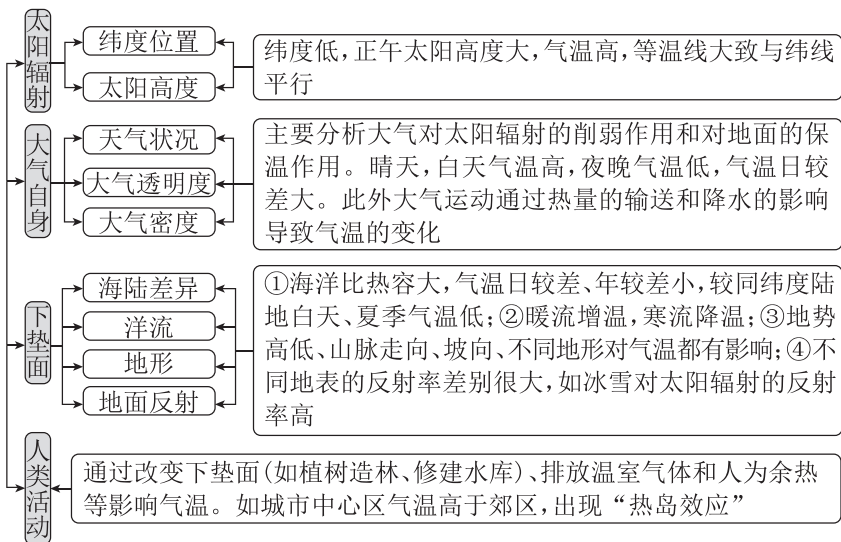 太阳辐射
纬度位置
太阳高度
纬度低,正午太阳高度大,气温高,等温线大致与纬线
平行
大气自身
天气状况
大气透明度
大气密度
主要分析大气对太阳辐射的削弱作用和对地面的保
温作用。晴天,白天气温高,夜晚气温低,气温日较
差大。此外大气运动通过热量的输送和降水的影响
导致气温的变化
下垫面
海陆差异
洋流
地形
地面反射
①海洋比热容大,气温日较差、年较差小,较同纬度陆
地白天、夏季气温低;②暖流增温,寒流降温;③地势
高低、山脉走向、坡向、不同地形对气温都有影响;④不
同地表的反射率差别很大,如冰雪对太阳辐射的反射
率高
人类活动
通过改变下垫面(如植树造林、修建水库)、排放温室气体和人为余热
等影响气温。如城市中心区气温高于郊区,出现“热岛效应”